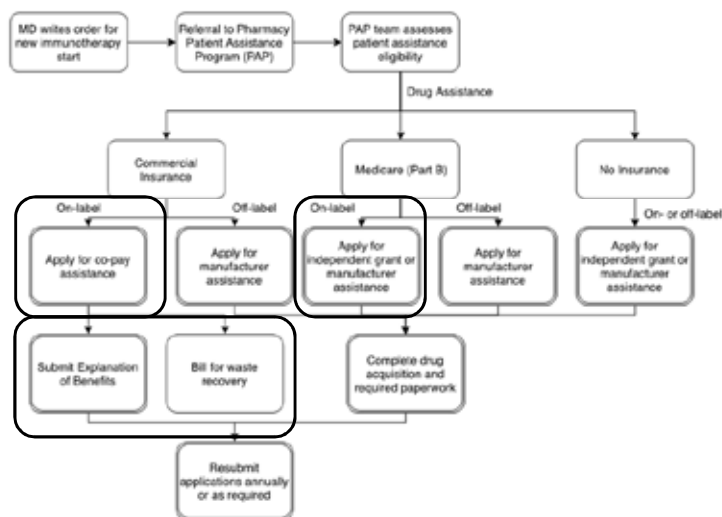 MD writes order for
new immunotherapy
start
Referral to Pharmacy
Patient Assistance
Program (PAP)
PAP team assesses
patient assistance
eligibility
Drug Assistance
Commercial
Insurance
Medicare (Part B)
No Insurance
On-label
Off-label
On-label
Off-label
On- or off-label
Apply for co-pay
assistance
Apply for
manufacturer
assistance
Apply for
independent grant or
manufacturer
assistance
Apply for
manufacturer
assistance
Apply for
independent grant or
manufacturer
assistance
Submit Explanation
of Benefits
Bill for waste
recovery
Complete drug
acquisition and
required paperwork
Resubmit
applications annually
or as required